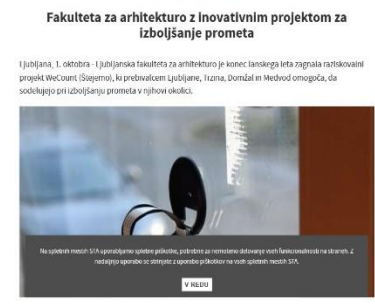 Fakulteta za arhitekturo z inovativnim projektom za
izboljšanje prometa
Ljubljana, 1. oktobra - Ljubljanska fakulteta za arhitekturo je konec lanskega leta zagnala raziskovalni
projekt WeCount (Štejemo), ki prebivalcem Ljubljane, Trzina, Domžal in Medvod omogoča, da
sodelujejo pri izboljšanju prometa v njihovi okolici.
Na spletnih mestih STA uporabljamo spletne piškotke, potrebne za nemoteno delovanje vseh funkcionalnosti na straneh. Z
nadaljnjo uporabo se strinjate z uporabo piškotkov na vseh spletnih mestih STA.
V REDU